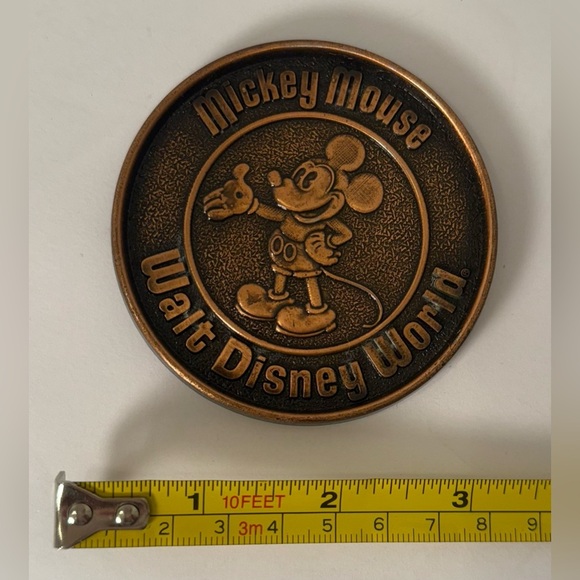 Mickey Mouse
Walt Disney World®
1 10FEET 2 3
2 3 3m 4 5 6 7 8 9